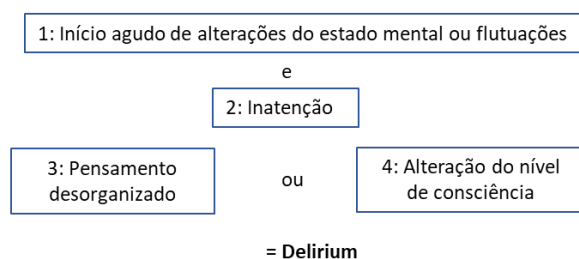 1: Início agudo de alterações do estado mental ou flutuações
e
2: Inatenção
3: Pensamento
desorganizado
ou
4: Alteração do nível
de consciência
= Delirium